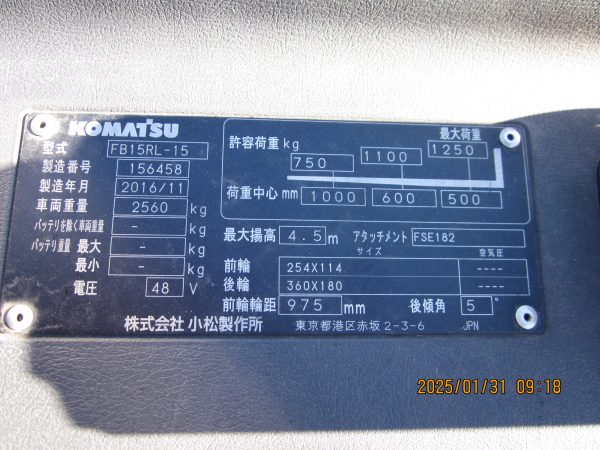 KOMATSU
型式 FB15RL-15
製造番号 156458
製造年月 2016/11
車両重量 2560 kg
バッテリを除く車両重量 - kg
バッテリ重量 最大 - kg
最小 - kg
電圧 48 V
許容荷重 kg 最大荷重
750 1100 1250
荷重中心 mm 1000 600 500
最大揚高 4.5 m アタッチメント FSE182
サイズ 空気圧
前輪 254X114 ----
後輪 360X180 ----
前輪輪距 975 mm 後傾角 5 °
株式会社 小松製作所 東京都港区赤坂2-3-6 JPN
2025/01/31 09:18